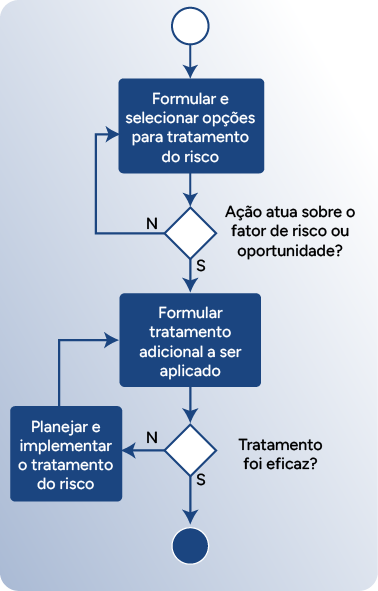 Formular e
selecionar opções
para tratamento
do risco
N
Ação atua sobre o
fator de risco ou
oportunidade?
S
Formular
tratamento
adicional a ser
aplicado
Planejar e
implementar
o tratamento
do risco
N
Tratamento
foi eficaz?
S